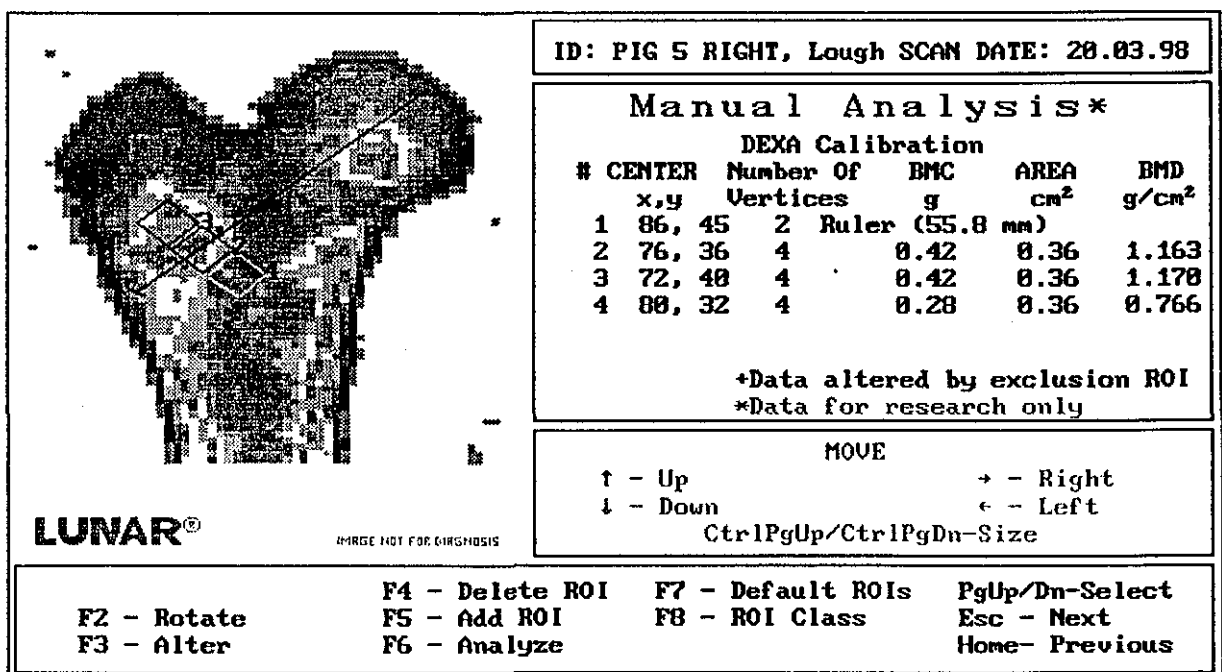 ID: PIG 5 RIGHT, Lough SCAN DATE: 20.03.98
Manual Analysis*
DEXA Calibration
# CENTER Number Of BMC AREA BMD
x,y Vertices g cm² g/cm²
1 86, 45 2 Ruler (55.8 mm)
2 76, 36 4 0.42 0.36 1.163
3 72, 40 4 0.42 0.36 1.170
4 80, 32 4 0.28 0.36 0.766
+Data altered by exclusion ROI
*Data for research only
MOVE
↑ - Up → - Right
↓ - Down ← - Left
CtrlPgUp/CtrlPgDn-Size
LUNAR®
IMAGE NOT FOR DIAGNOSIS
F4 - Delete ROI F7 - Default ROIs PgUp/Dn-Select
F2 - Rotate F5 - Add ROI F8 - ROI Class Esc - Next
F3 - Alter F6 - Analyze Home- Previous